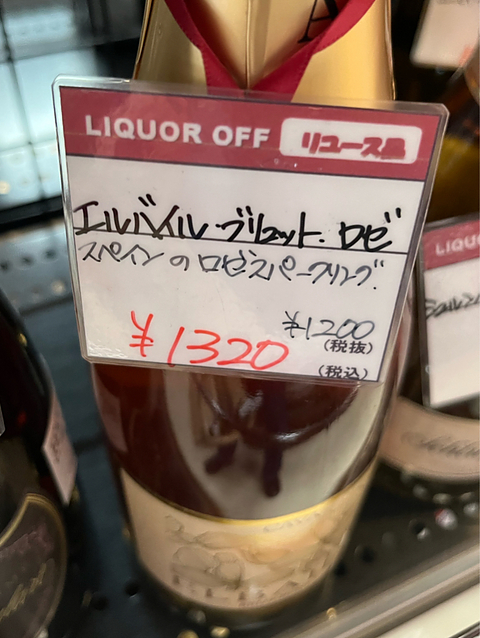 LIQUOR OFF リユース品
エルバイル ブリュット. ロゼ
スペインのロゼスパークリング.
¥1200
(税抜)
¥1320
(税込)
LIQUO